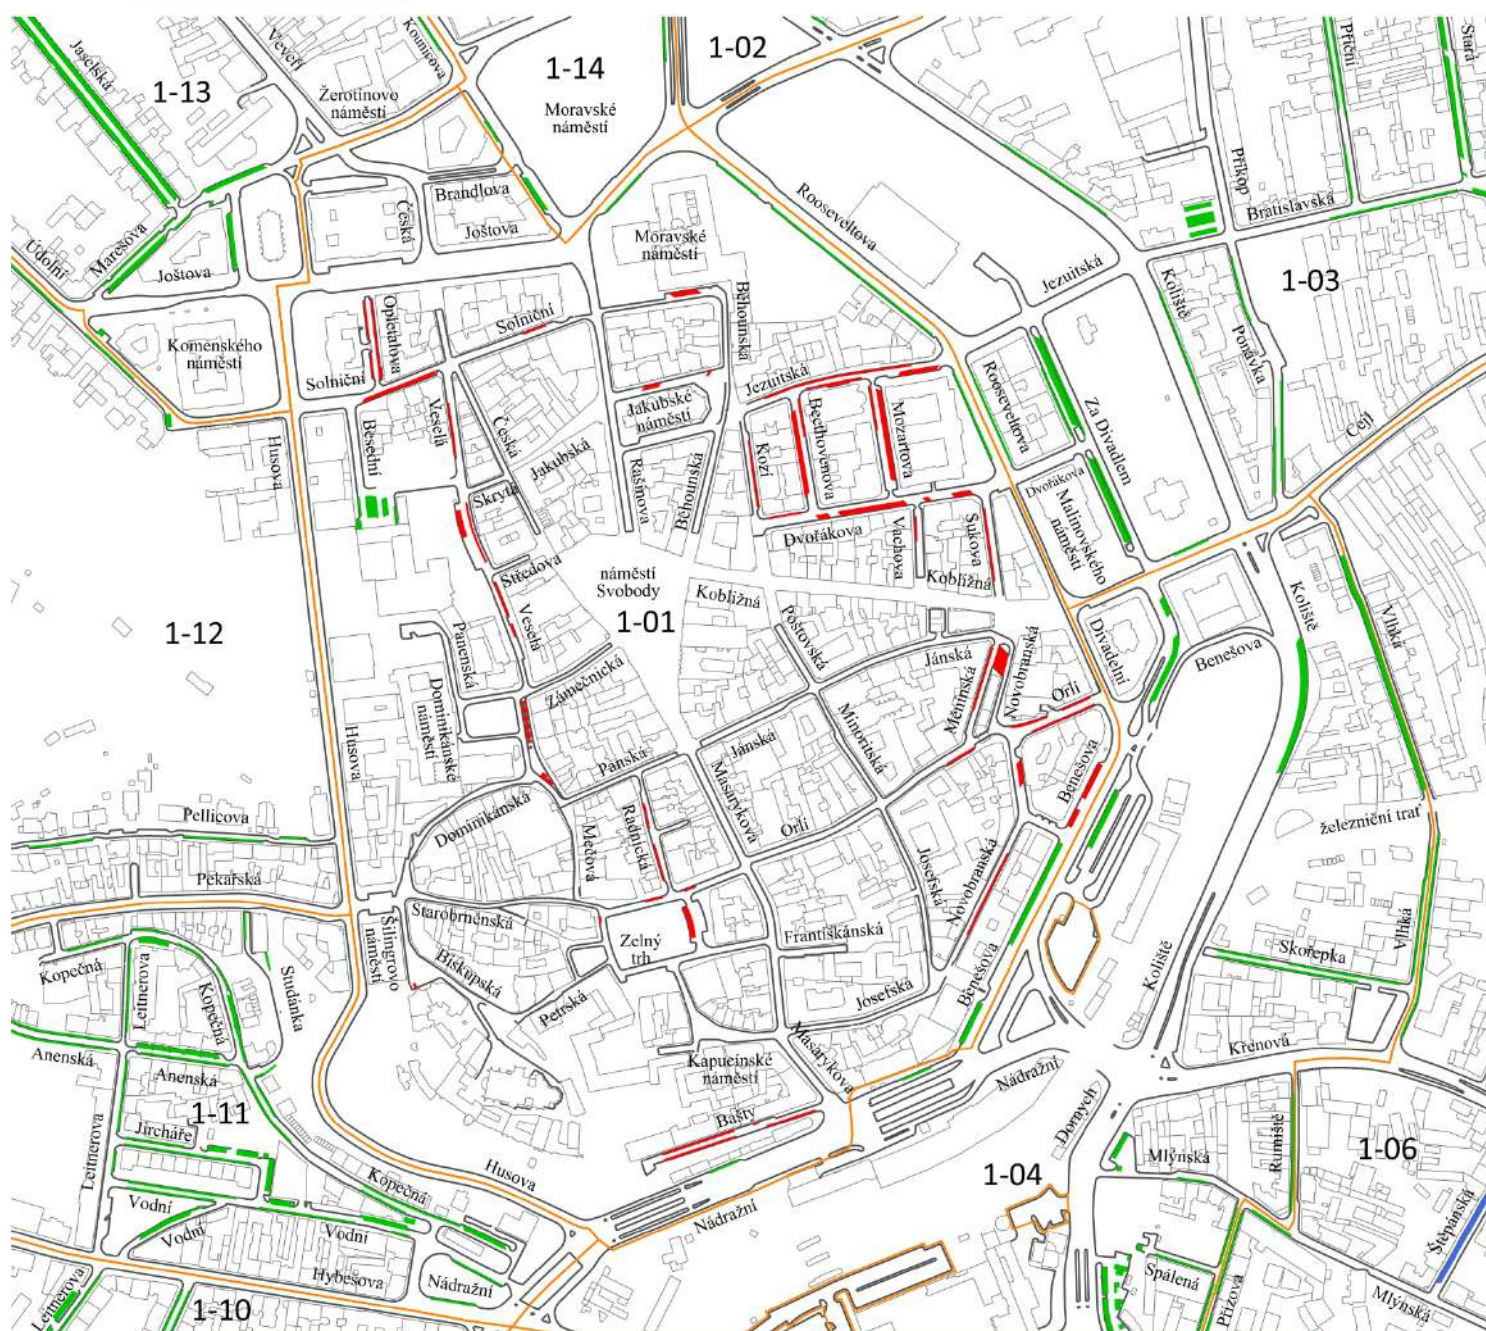 1-02
1-14
Moravské
náměstí
1-13
Jaselská
Veveří
Kounicova
Žerotínovo
náměstí
Příční
Stará
Příkop
Bratislavská
Brandlova
Česká
Joštova
Rooseveltova
Moravské
náměstí
Údolní
Marešova
Joštova
Jezuitská
1-03
Koliště
Ponávka
Opletalova
Solniční
Běhounská
Komenského
náměstí
Solniční
Jezuitská
Rooseveltova
Za Divadlem
Cejl
Veselá
Besední
Česká
Jakubská
Jakubské
náměstí
Kozí
Beethovenova
Mozartova
Husova
Skrytá
Rašínova
Běhounská
Dvořákova
Vachova
Sukova
Dvořákova
Malinovského
náměstí
Středova
náměstí
Svobody
Kobližná
Kobližná
1-12
1-01
Veselá
Panenská
Poštovská
Jánská
Novobranská
Divadelní
Benešova
Koliště
Vlhká
Zámečnická
Dominikánské
náměstí
Měnínská
Orlí
Minoritská
Husova
Panská
Jánská
Masarykova
Benešova
Pellicova
Dominikánská
Radnická
Mečová
Orlí
železniční trať
Josefská
Novobranská
Pekařská
Starobrněnská
Šilingrovo
náměstí
Zelný
trh
Františkánská
Biskupská
Petrská
Josefská
Benešova
Koliště
Skořepka
Vlhká
Kopečná
Leitnerova
Kopečná
Studánka
Anenská
Anenská
Kapucínské
náměstí
Masarykova
Nádražní
Křenová
1-11
Jircháře
Bašty
Dornych
Leitnerova
Mlýnská
Rumiště
1-06
Kopečná
Husova
1-04
Vodní
Vodní
Vodní
Nádražní
Štěpánská
Hybešova
Nádražní
Spálená
Leitnerova
1-10
Přízova
Mlýnská